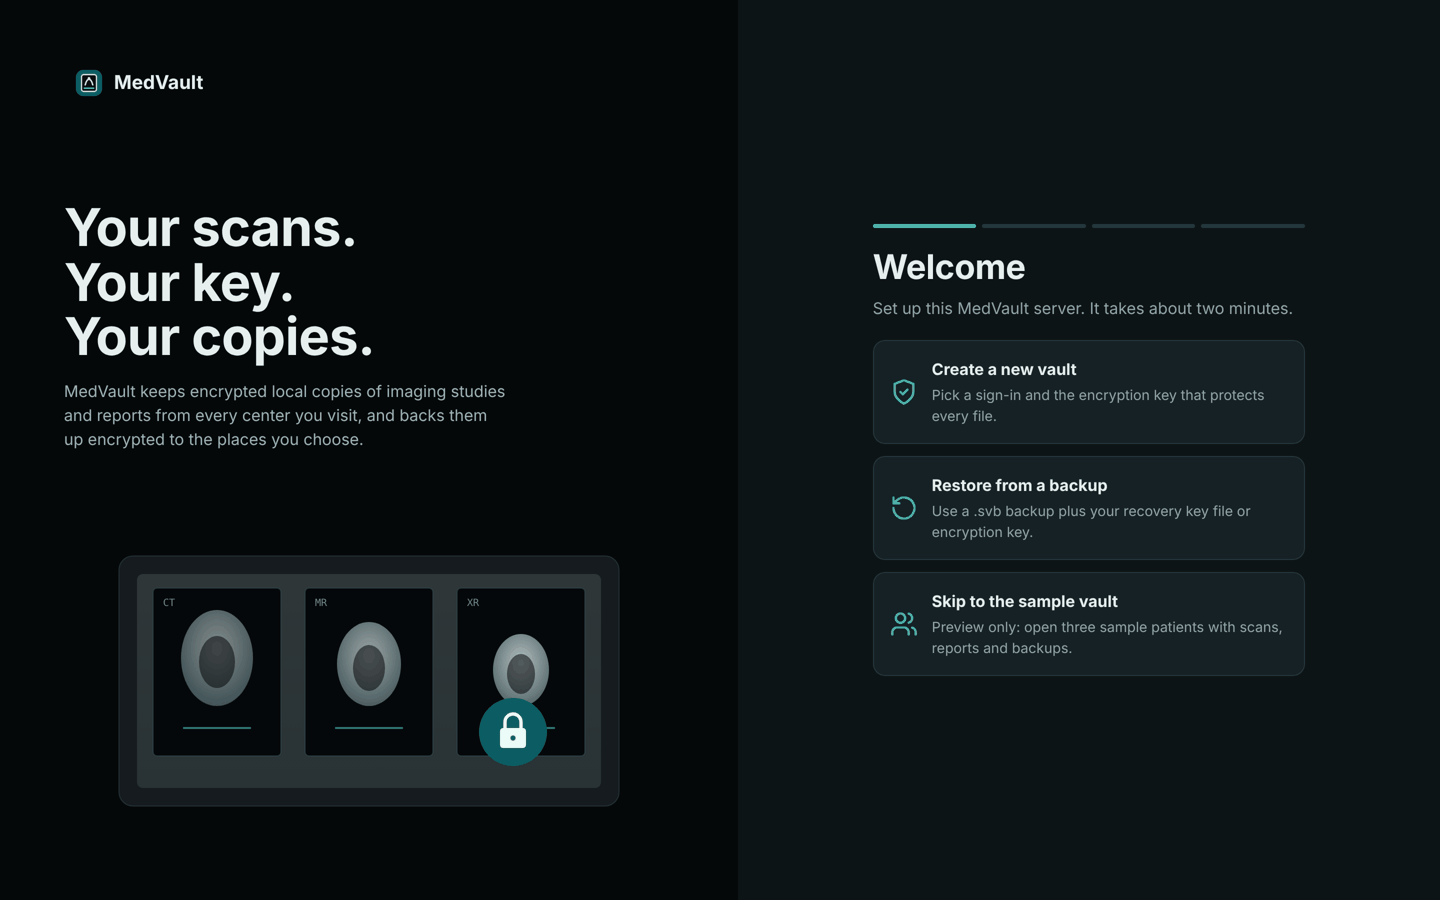 MedVault
Your scans.
Your key.
Your copies.
MedVault keeps encrypted local copies of imaging studies
and reports from every center you visit, and backs them
up encrypted to the places you choose.
CT
MR
XR
Welcome
Set up this MedVault server. It takes about two minutes.
Create a new vault
Pick a sign-in and the encryption key that protects
every file.
Restore from a backup
Use a .svb backup plus your recovery key file or
encryption key.
Skip to the sample vault
Preview only: open three sample patients with scans,
reports and backups.